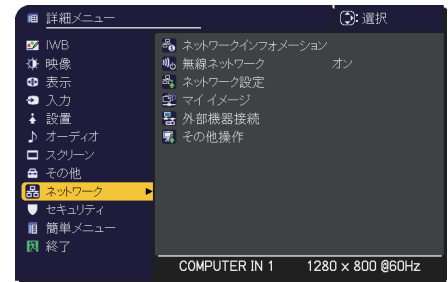 詳細メニュー
: 選択
IWB
映像
表示
入力
設置
オーディオ
スクリーン
その他
ネットワーク
セキュリティ
簡単メニュー
終了
ネットワークインフォメーション
無線ネットワーク オン
ネットワーク設定
マイ イメージ
外部機器接続
その他操作
COMPUTER IN 1 1280 x 800 @60Hz